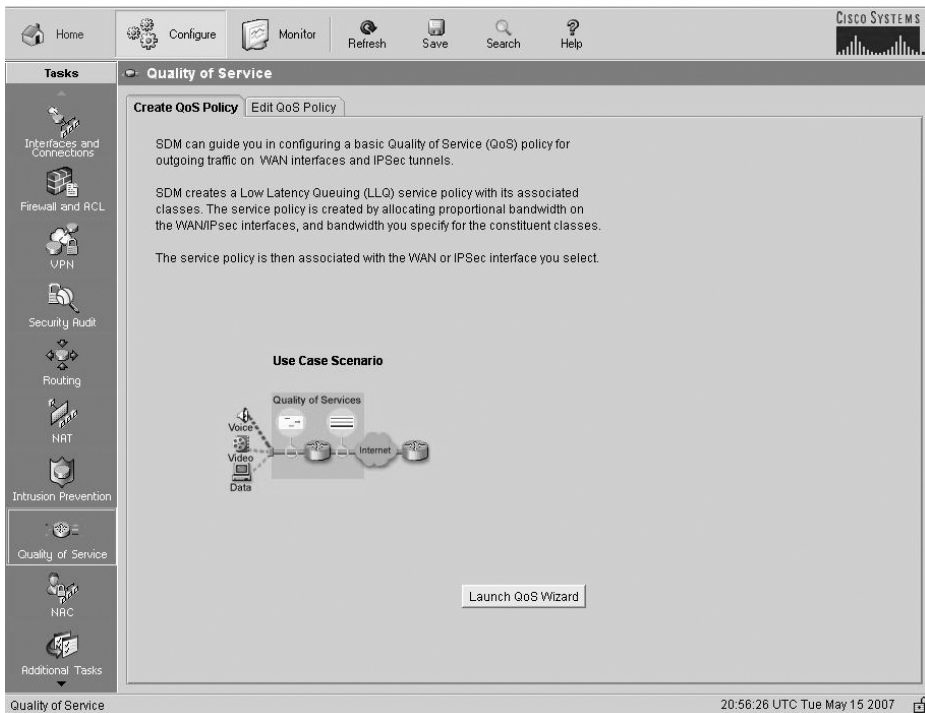 Home
Configure
Monitor
Refresh
Save
Search
Help
CISCO SYSTEMS
Tasks
Quality of Service
Interfaces and
Connections
Firewall and ACL
VPN
Security Audit
Routing
NAT
Intrusion Prevention
Quality of Service
NAC
Additional Tasks
Create QoS Policy
Edit QoS Policy
SDM can guide you in configuring a basic Quality of Service (QoS) policy for
outgoing traffic on WAN interfaces and IPSec tunnels.
SDM creates a Low Latency Queuing (LLQ) service policy with its associated
classes. The service policy is created by allocating proportional bandwidth on
the WAN/IPsec interfaces, and bandwidth you specify for the constituent classes.
The service policy is then associated with the WAN or IPSec interface you select.
Use Case Scenario
Quality of Services
Voice
Video
Data
Internet
Launch QoS Wizard
Quality of Service
20:56:26 UTC Tue May 15 2007